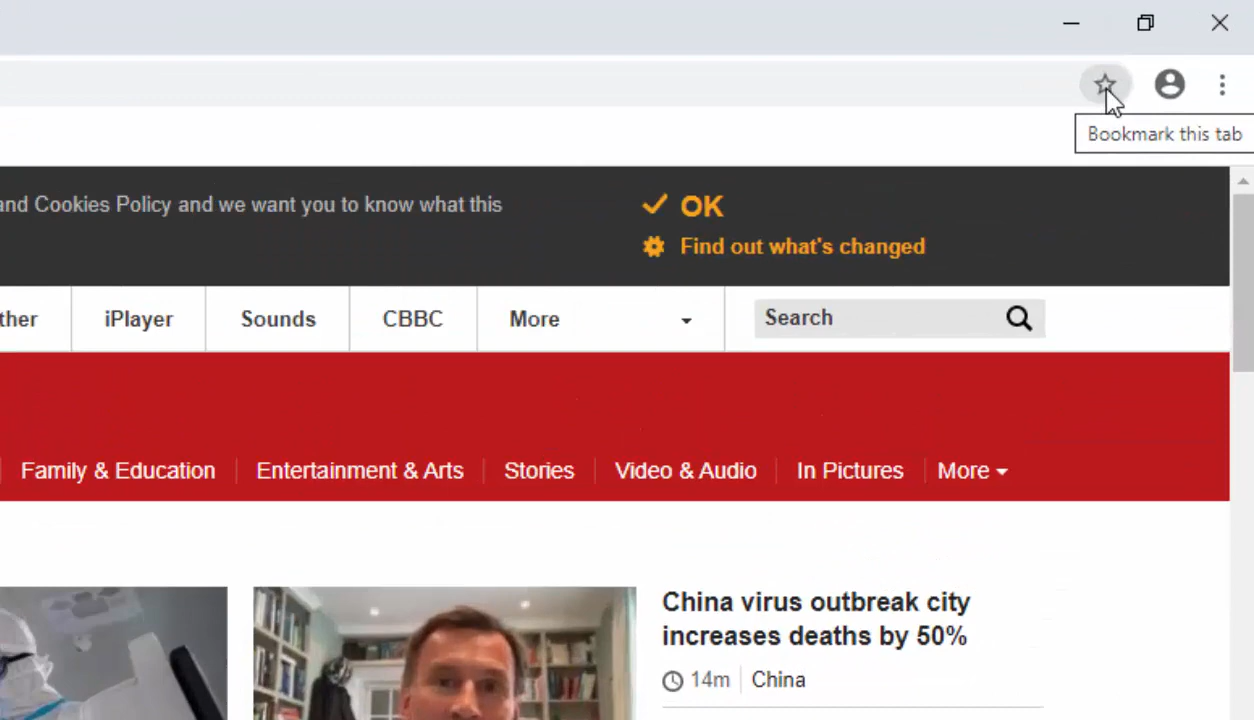 Bookmark this tab
and Cookies Policy and we want you to know what this
OK
Find out what's changed
ther iPlayer Sounds CBBC More Search
Family & Education Entertainment & Arts Stories Video & Audio In Pictures More
China virus outbreak city
increases deaths by 50%
14m China